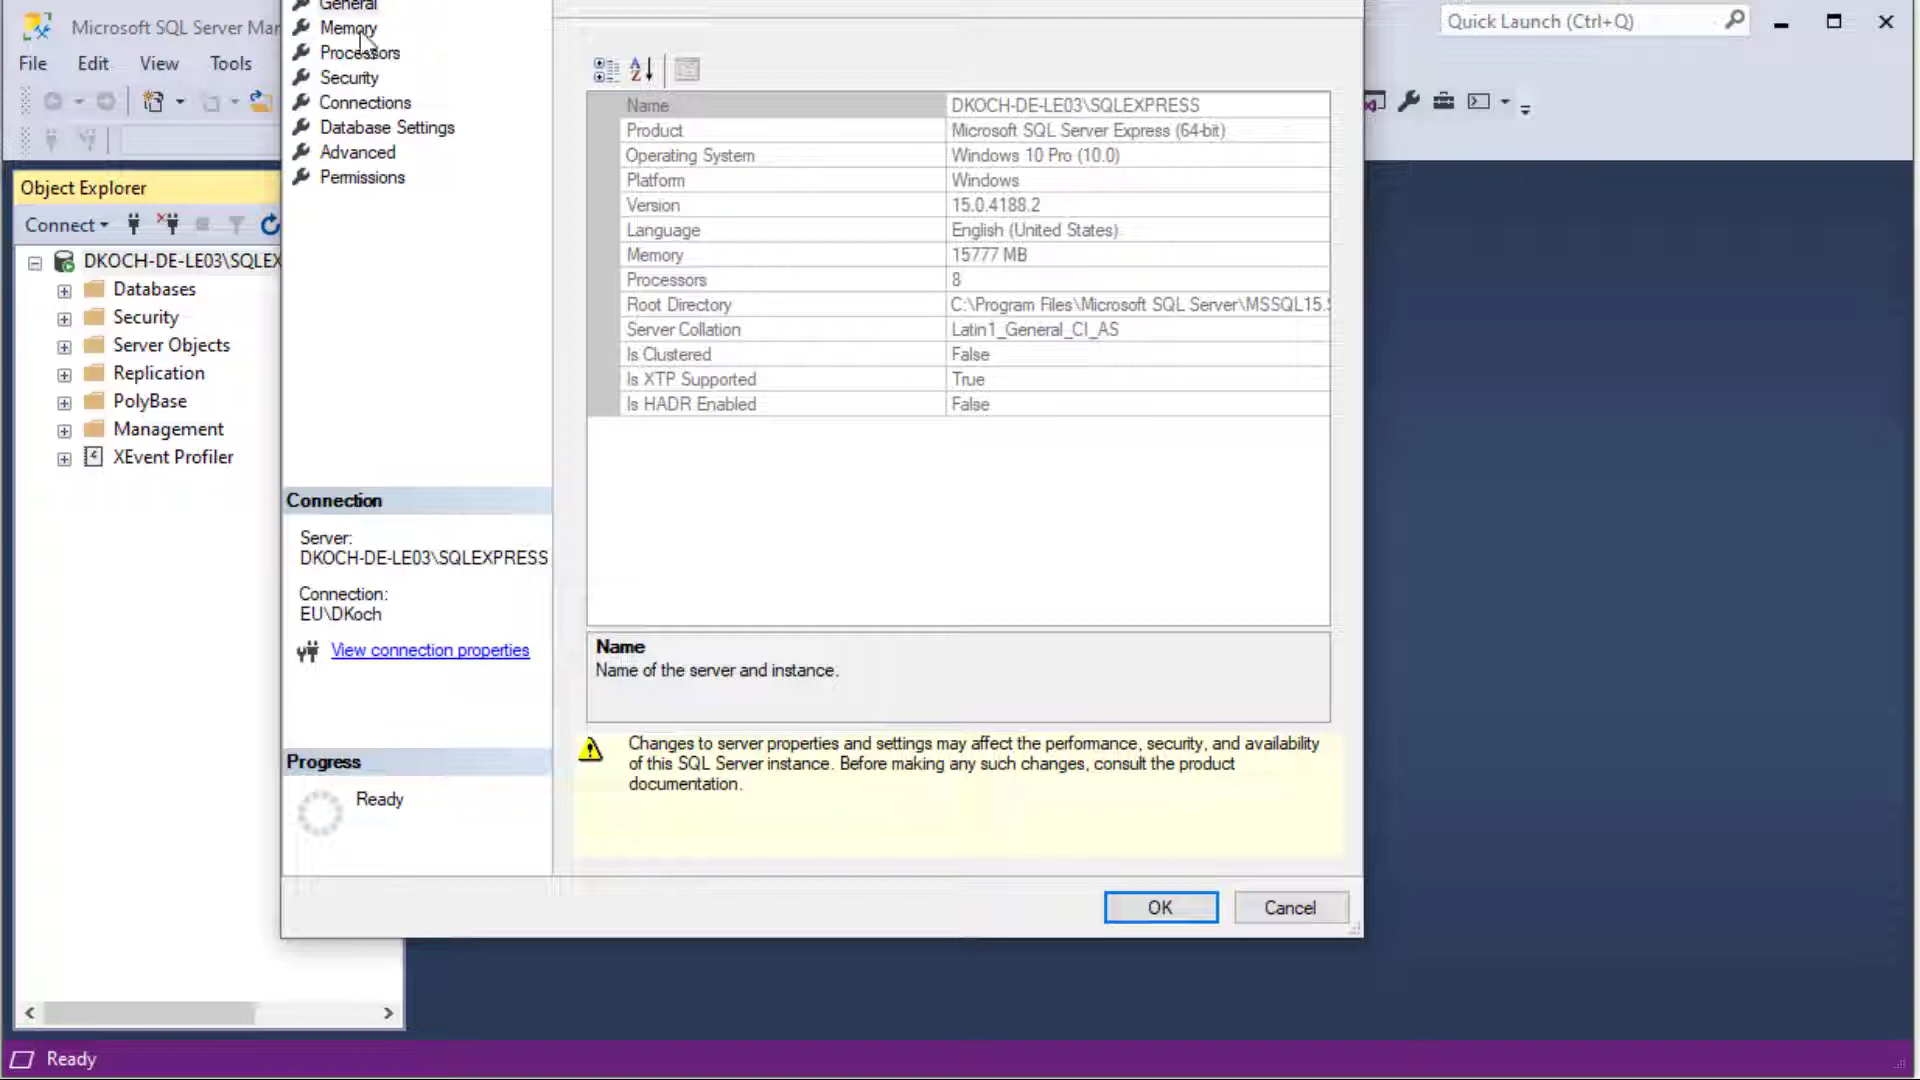 Microsoft SQL Server Mar
Quick Launch (Ctrl+Q)
File Edit View Tools
General
Memory
Processors
Security
Connections
Database Settings
Advanced
Permissions
Object Explorer
Connect
DKOCH-DE-LE03\SQLEX
Databases
Security
Server Objects
Replication
PolyBase
Management
XEvent Profiler
Name DKOCH-DE-LE03\SQLEXPRESS
Product Microsoft SQL Server Express (64-bit)
Operating System Windows 10 Pro (10.0)
Platform Windows
Version 15.0.4188.2
Language English (United States)
Memory 15777 MB
Processors 8
Root Directory C:\Program Files\Microsoft SQL Server\MSSQL15.
Server Collation Latin1_General_CI_AS
Is Clustered False
Is XTP Supported True
Is HADR Enabled False
Connection
Server:
DKOCH-DE-LE03\SQLEXPRESS
Connection:
EU\DKoch
View connection properties
Name
Name of the server and instance.
Changes to server properties and settings may affect the performance, security, and availability
of this SQL Server instance. Before making any such changes, consult the product
documentation.
Progress
Ready
OK Cancel
Ready